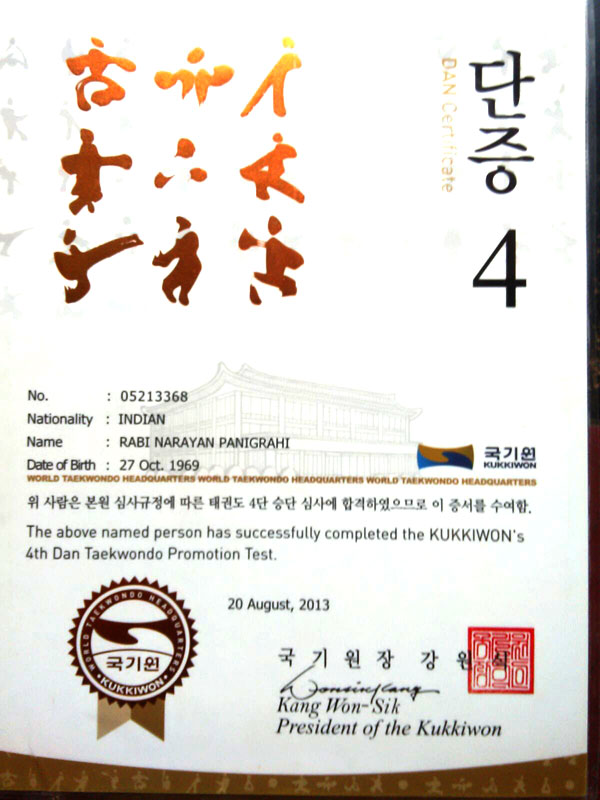 단증
DAN Certificate
4
No. : 05213368
Nationality : INDIAN
Name : RABI NARAYAN PANIGRAHI
Date of Birth : 27 Oct. 1969
국기원
KUKKIWON
WORLD TAEKWONDO HEADQUARTERS WORLD TAEKWONDO HEADQUARTERS WORLD TAEKWONDO HEADQUARTERS
위 사람은 본원 심사규정에 따른 태권도 4단 승단 심사에 합격하였으므로 이 증서를 수여함.
The above named person has successfully completed the KUKKIWON's
4th Dan Taekwondo Promotion Test.
20 August, 2013
WORLD TAEKWONDO HEADQUARTERS
국기원
KUKKIWON
국 기 원 장 강 원 식
Kang Won-Sik
President of the Kukkiwon